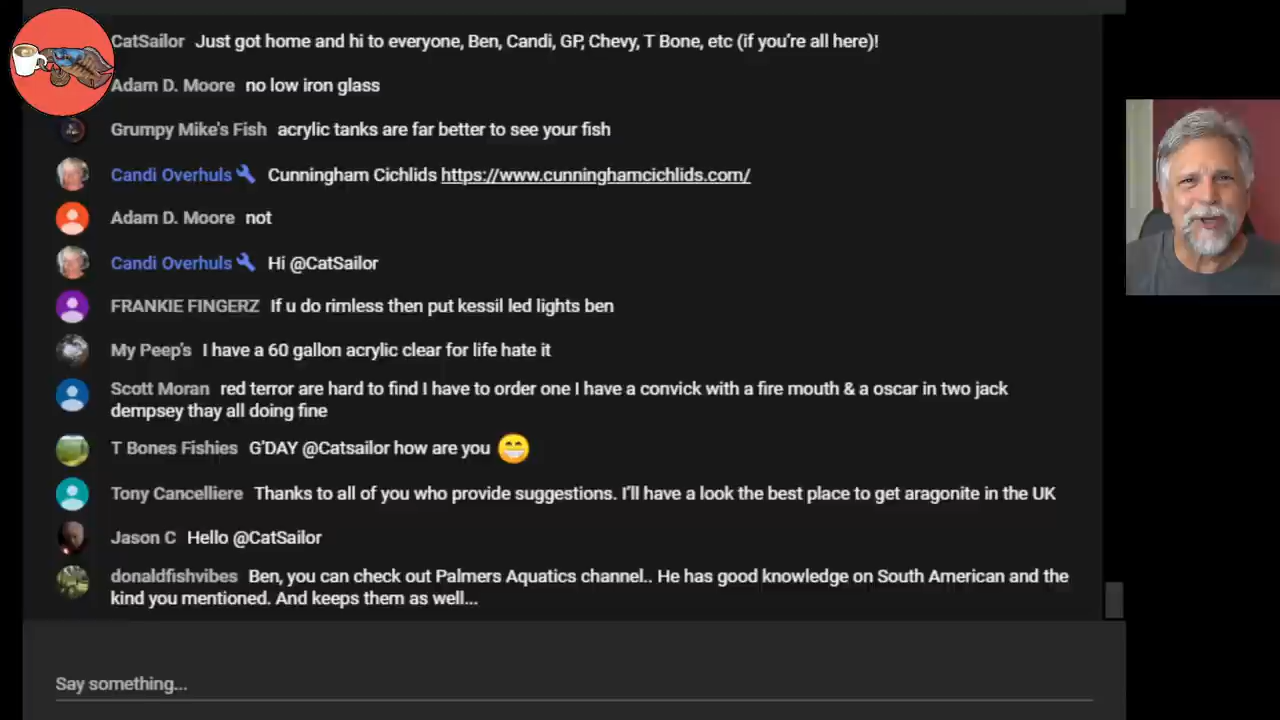 CatSailor Just got home and hi to everyone, Ben, Candi, GP, Chevy, T Bone, etc (if you're all here)!
Adam D. Moore no low iron glass
Grumpy Mike's Fish acrylic tanks are far better to see your fish
Candi Overhuls Cunningham Cichlids https://www.cunninghamcichlids.com/
Adam D. Moore not
Candi Overhuls Hi @CatSailor
FRANKIE FINGERZ If u do rimless then put kessil led lights ben
My Peep's I have a 60 gallon acrylic clear for life hate it
Scott Moran red terror are hard to find I have to order one I have a convick with a fire mouth & a oscar in two jack
dempsey thay all doing fine
T Bones Fishies G'DAY @Catsailor how are you
Tony Cancelliere Thanks to all of you who provide suggestions. I'll have a look the best place to get aragonite in the UK
Jason C Hello @CatSailor
donaldfishvibes Ben, you can check out Palmers Aquatics channel.. He has good knowledge on South American and the
kind you mentioned. And keeps them as well...
Say something...